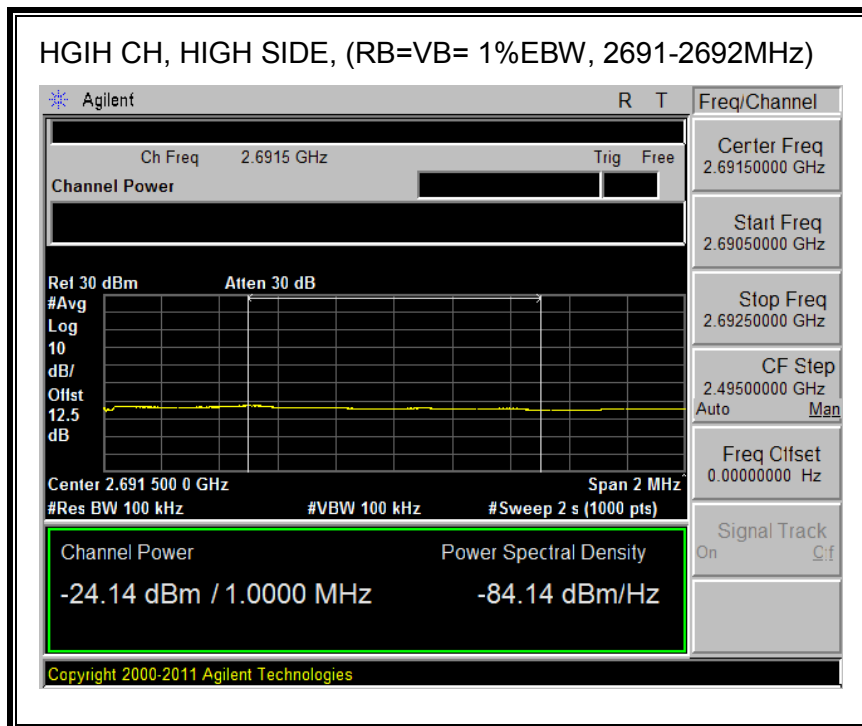 HGIH CH, HIGH SIDE, (RB=VB= 1%EBW, 2691-2692MHz)
Agilent R T
Ch Freq 2.6915 GHz Trig Free
Channel Power
Ref 30 dBm Atten 30 dB
#Avg
Log
10
dB/
Offst
12.5
dB
Center 2.691 500 0 GHz Span 2 MHz^
#Res BW 100 kHz #VBW 100 kHz #Sweep 2 s (1000 pts)
Channel Power Power Spectral Density
-24.14 dBm / 1.0000 MHz -84.14 dBm/Hz
Copyright 2000-2011 Agilent Technologies
Freq/Channel
Center Freq
2.69150000 GHz
Start Freq
2.69050000 GHz
Stop Freq
2.69250000 GHz
CF Step
2.49500000 GHz
Auto Man
Freq Offset
0.00000000 Hz
Signal Track
On Off